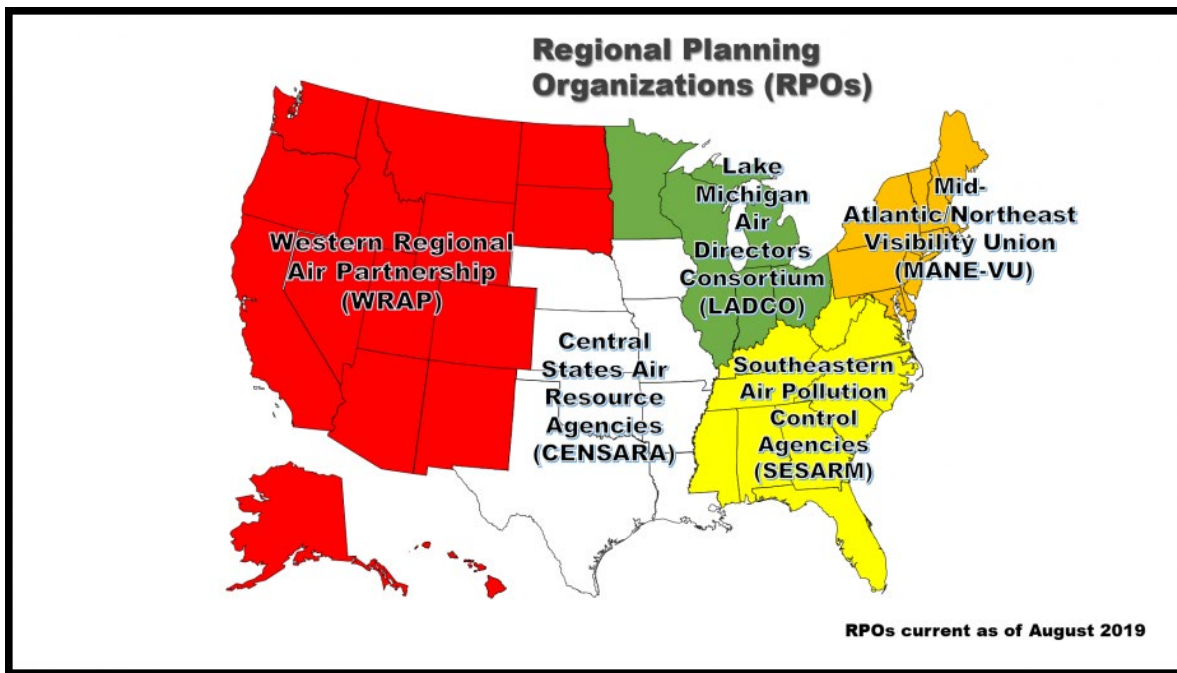 Regional Planning
Organizations (RPOs)
Lake
Michigan
Air
Directors
Consortium
(LADCO)
Mid-
Atlantic/Northeast
Visibility Union
(MANE-VU)
Western Regional
Air Partnership
(WRAP)
Central
States Air
Resource
Agencies
(CENSARA)
Southeastern
Air Pollution
Control
Agencies
(SESARM)
RPOs current as of August 2019